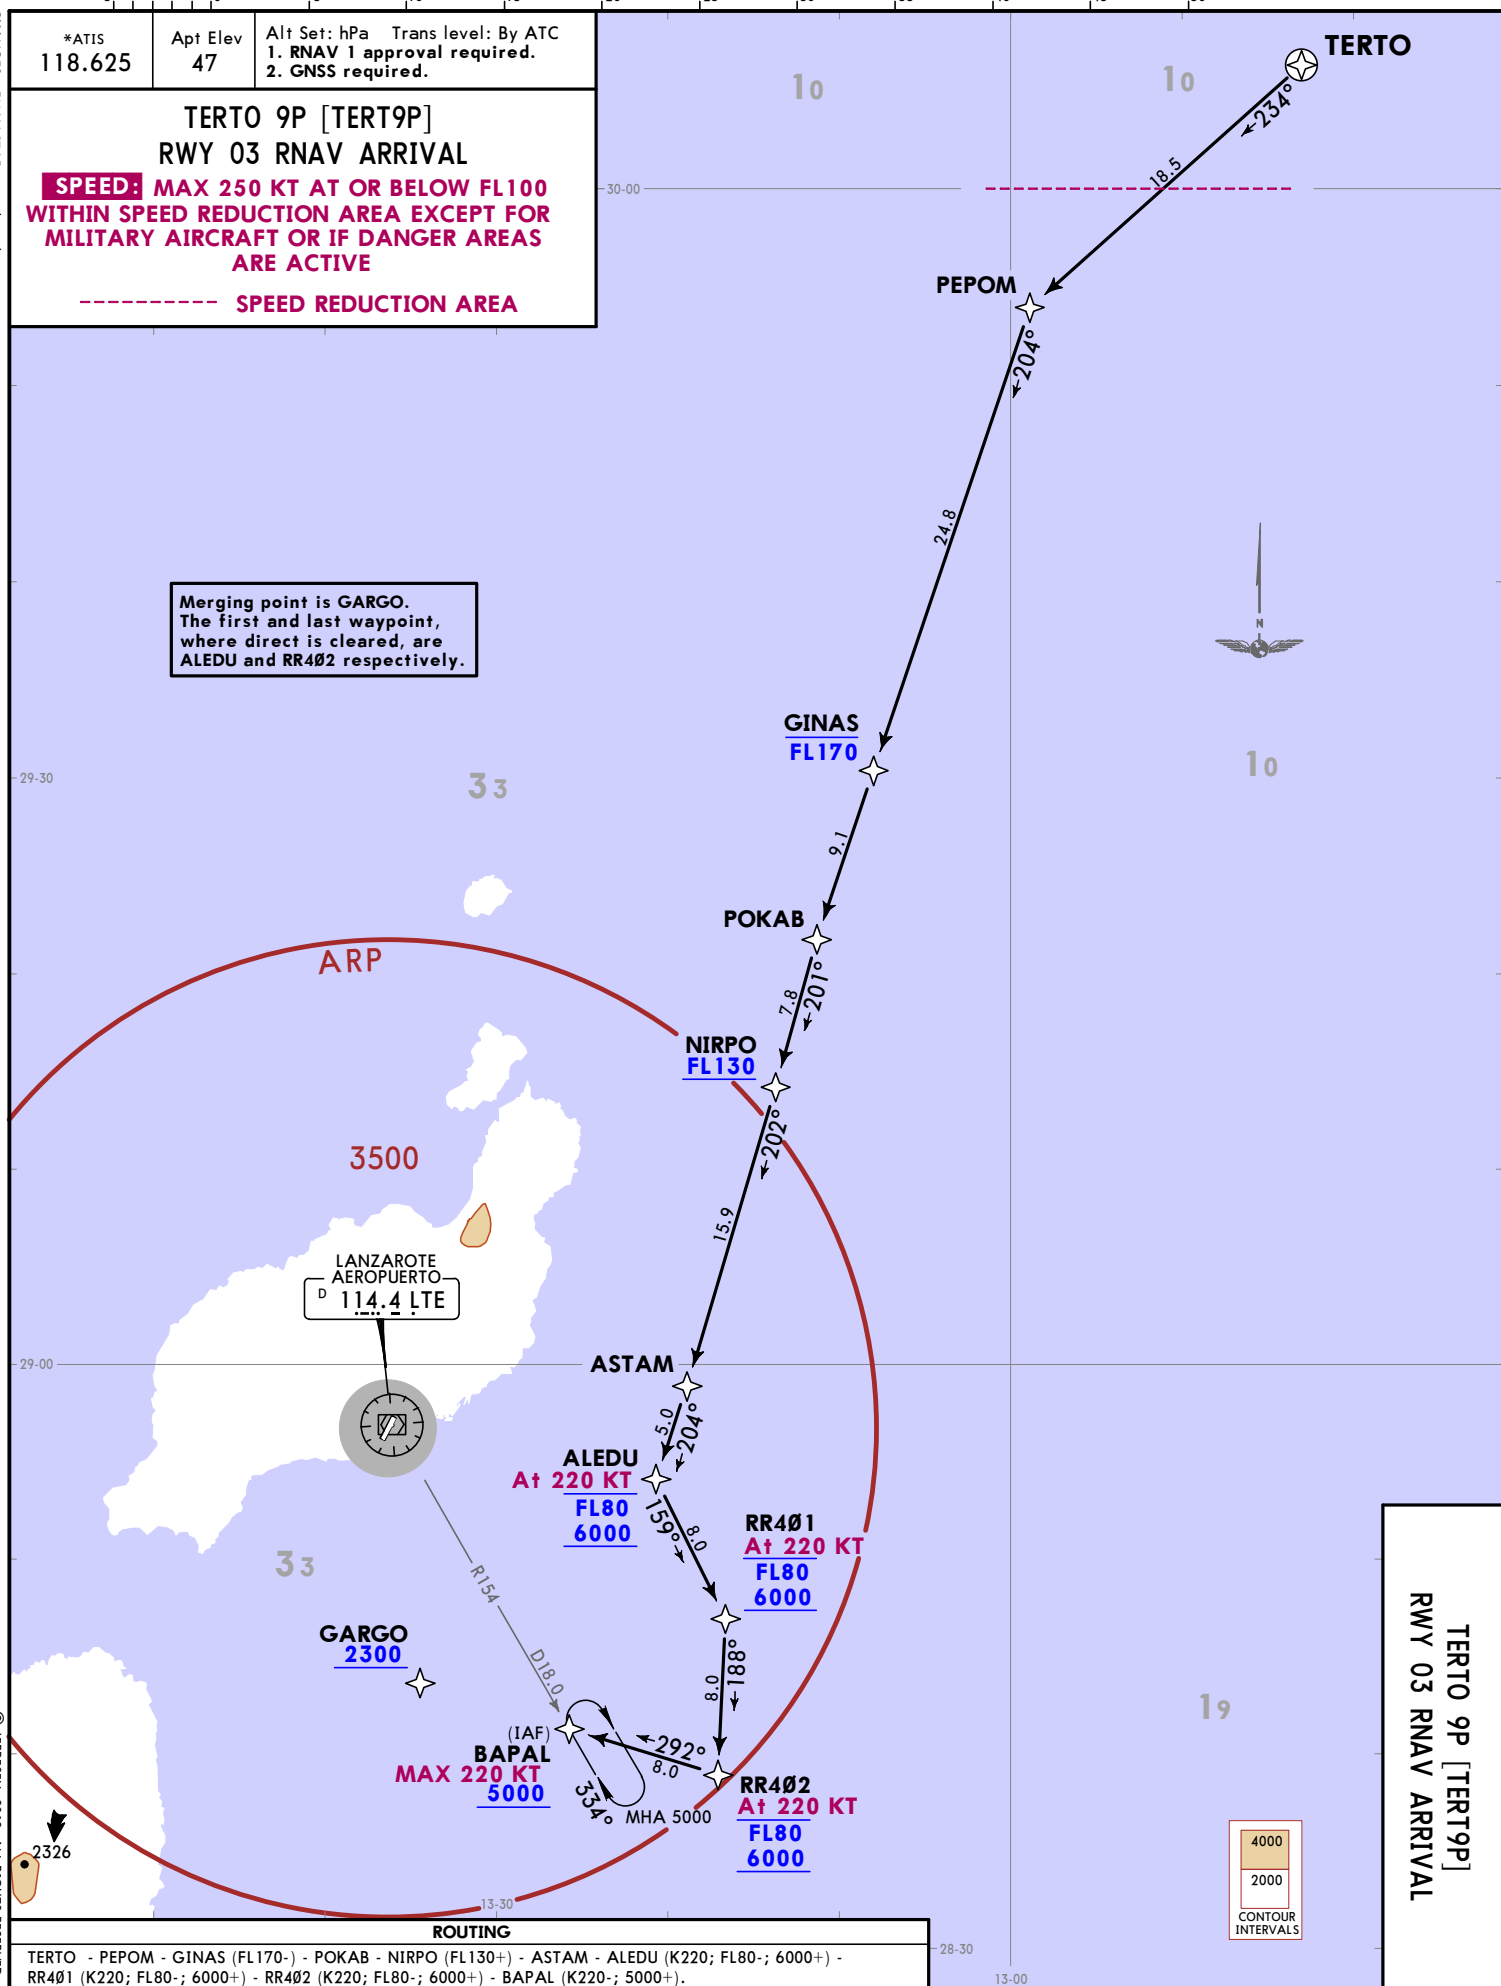 *ATIS
118.625
Apt Elev
47
Alt Set: hPa Trans level: By ATC
1. RNAV 1 approval required.
2. GNSS required.
TERTO 9P [TERT9P]
RWY 03 RNAV ARRIVAL
SPEED: MAX 250 KT AT OR BELOW FL100
WITHIN SPEED REDUCTION AREA EXCEPT FOR
MILITARY AIRCRAFT OR IF DANGER AREAS
ARE ACTIVE
SPEED REDUCTION AREA
10
10
TERTO
234°
18.5
30-00
PEPOM
204°
24.8
N
Merging point is GARGO.
The first and last waypoint,
where direct is cleared, are
ALEDU and RR4Ø2 respectively.
GINAS
FL170
29-30
33
10
9.1
POKAB
201°
7.8
ARP
NIRPO
FL130
202°
3500
15.9
LANZAROTE
AEROPUERTO
D 114.4 LTE
29-00
ASTAM
5.0
204°
ALEDU
At 220 KT
FL80
6000
159°
8.0
RR4Ø1
At 220 KT
FL80
6000
33
R154
GARGO
2300
D18.0
188°
8.0
19
(IAF)
BAPAL
MAX 220 KT
5000
292°
8.0
334°
MHA 5000
RR4Ø2
At 220 KT
FL80
6000
2326
13-30
4000
2000
CONTOUR
INTERVALS
TERTO 9P [TERT9P]
RWY 03 RNAV ARRIVAL
28-30
13-00
ROUTING
TERTO - PEPOM - GINAS (FL170-) - POKAB - NIRPO (FL130+) - ASTAM - ALEDU (K220; FL80-; 6000+) -
RR4Ø1 (K220; FL80-; 6000+) - RR4Ø2 (K220; FL80-; 6000+) - BAPAL (K220-; 5000+).